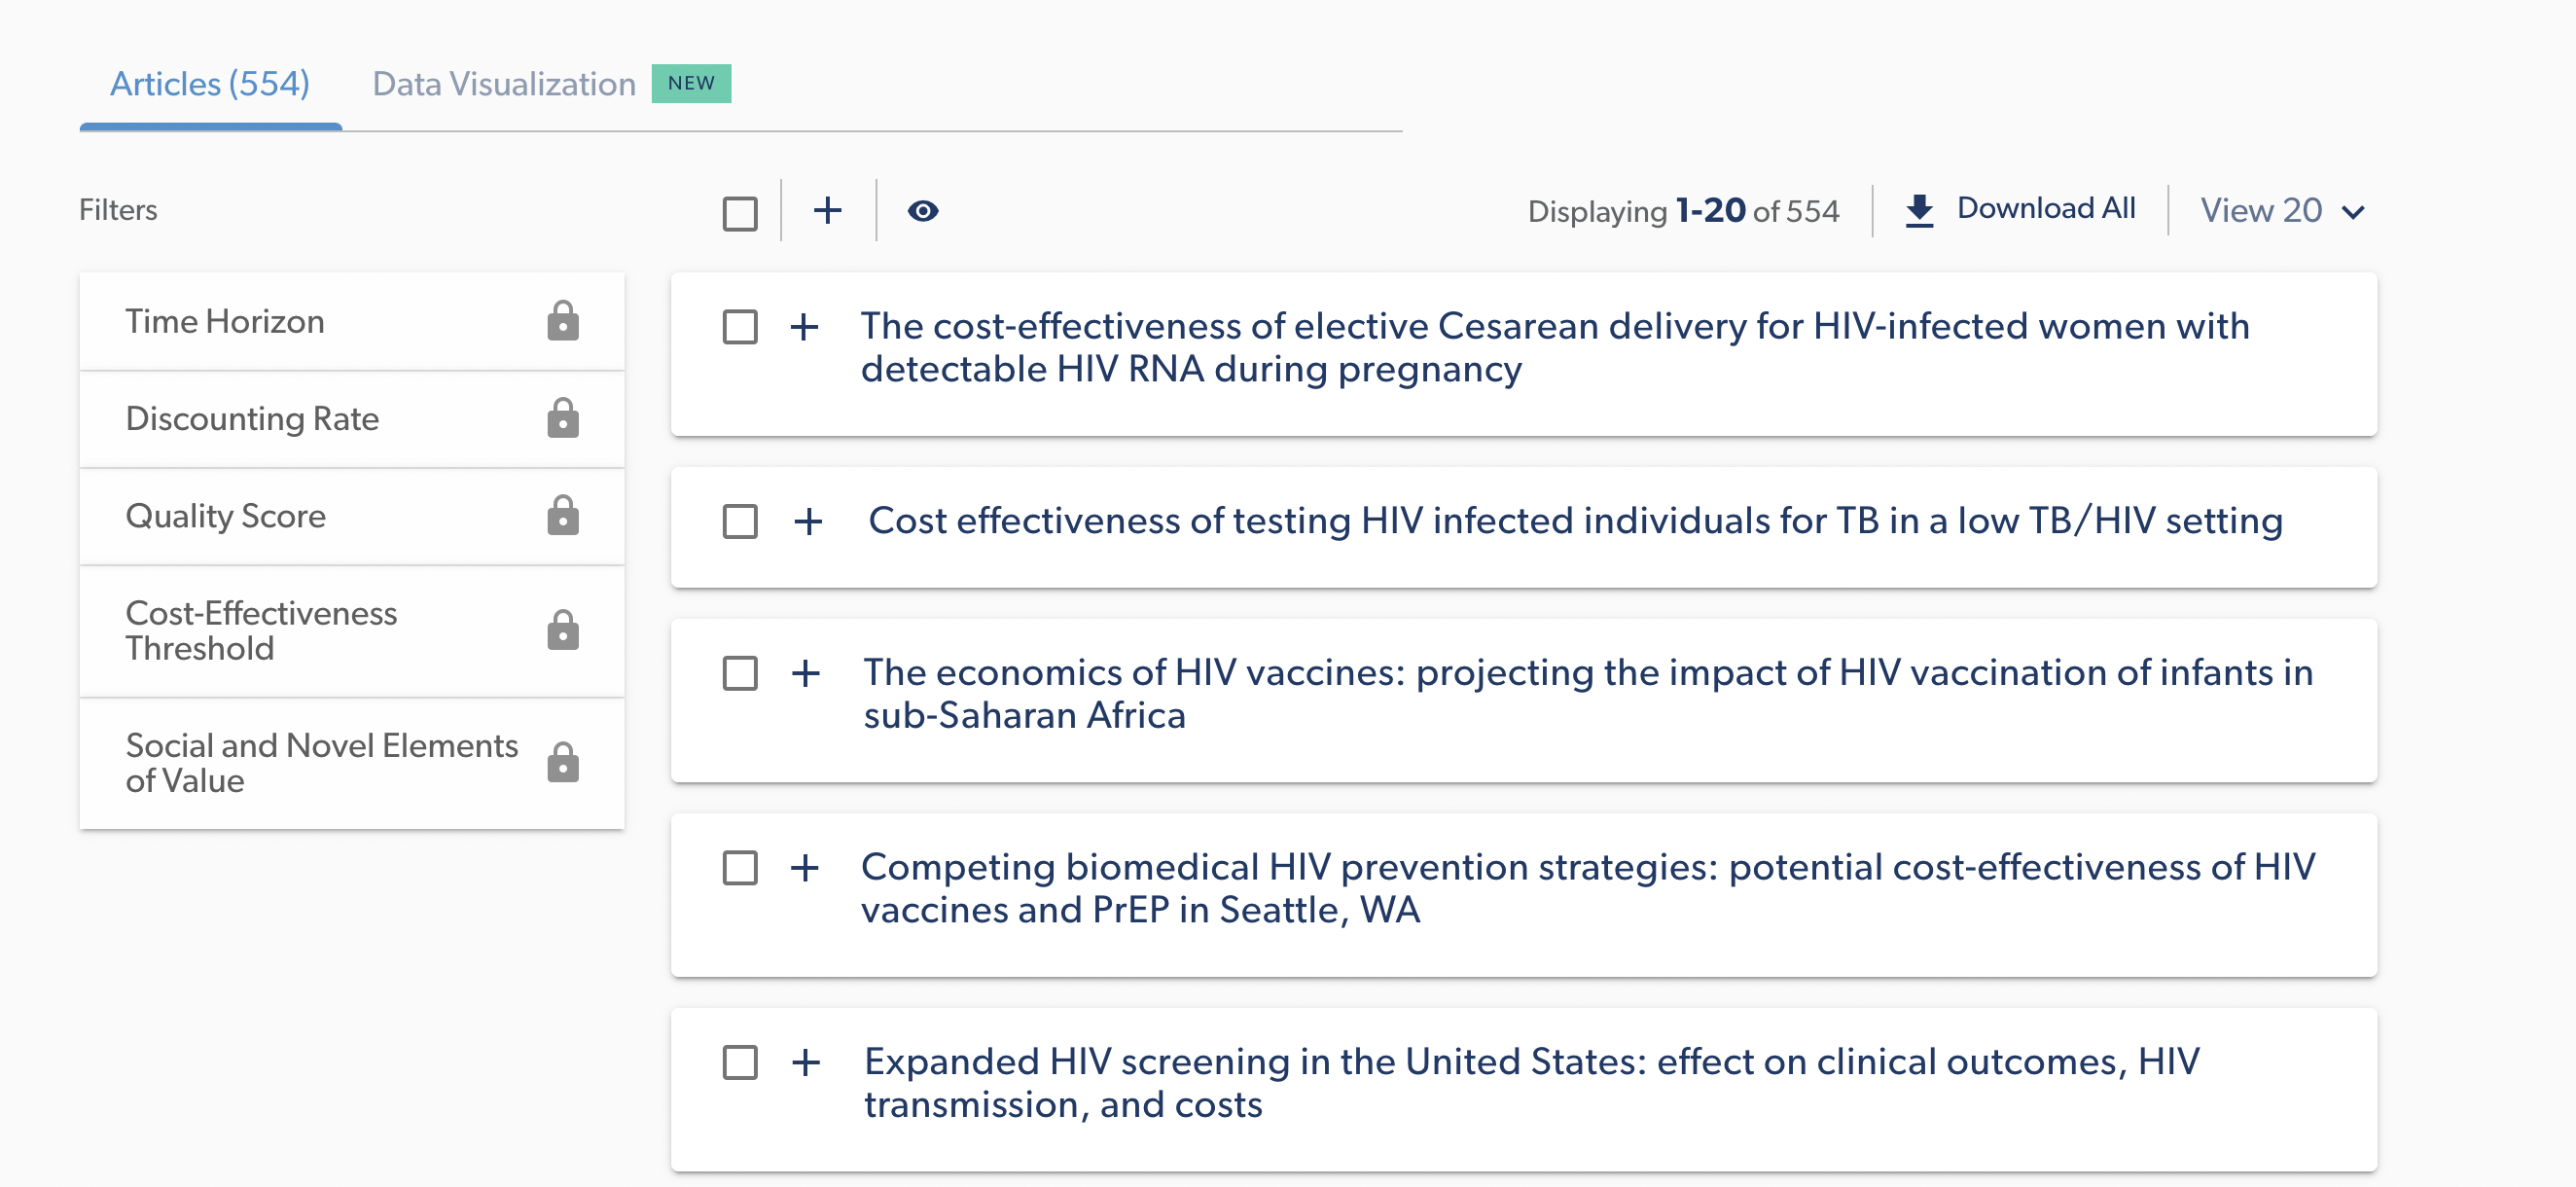 Articles (554)
Data Visualization
NEW
Filters
Displaying 1-20 of 554
Download All
View 20
Time Horizon
Discounting Rate
Quality Score
Cost-Effectiveness
Threshold
Social and Novel Elements
of Value
The cost-effectiveness of elective Cesarean delivery for HIV-infected women with
detectable HIV RNA during pregnancy
Cost effectiveness of testing HIV infected individuals for TB in a low TB/HIV setting
The economics of HIV vaccines: projecting the impact of HIV vaccination of infants in
sub-Saharan Africa
Competing biomedical HIV prevention strategies: potential cost-effectiveness of HIV
vaccines and PrEP in Seattle, WA
Expanded HIV screening in the United States: effect on clinical outcomes, HIV
transmission, and costs